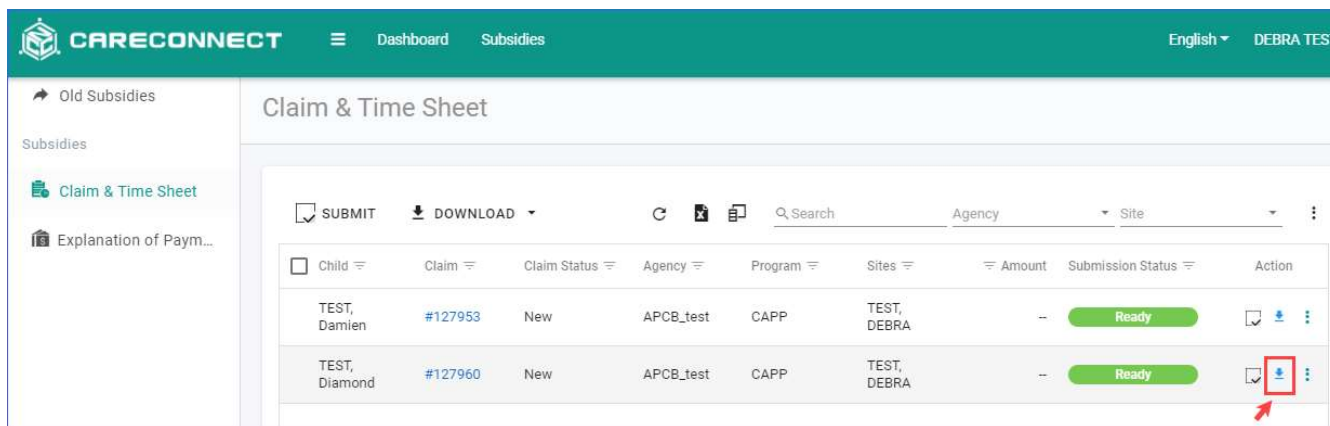 CARECONNECT Dashboard Subsidies English DEBRA TES
Old Subsidies
Claim & Time Sheet
Subsidies
Claim & Time Sheet
SUBMIT DOWNLOAD Search Agency Site
Explanation of Paym...
Child Claim Claim Status Agency Program Sites Amount Submission Status Action
TEST,
Damien #127953 New APCB_test CAPP TEST,
DEBRA -- Ready
TEST,
Diamond #127960 New APCB_test CAPP TEST,
DEBRA -- Ready